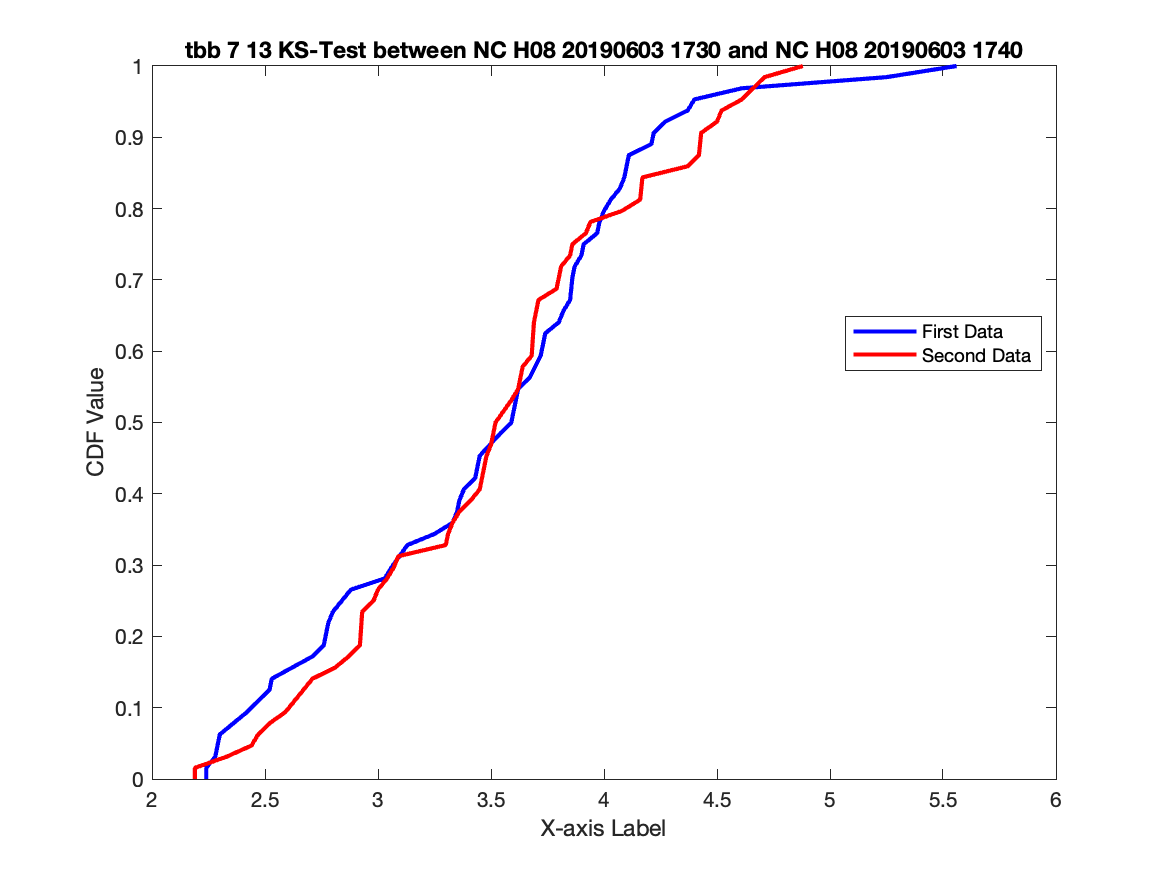 tbb 7 13 KS-Test between NC H08 20190603 1730 and NC H08 20190603 1740
1
0.9
0.8
0.7
0.6
0.5
0.4
0.3
0.2
0.1
0
CDF Value
First Data
Second Data
2 2.5 3 3.5 4 4.5 5 5.5 6
X-axis Label